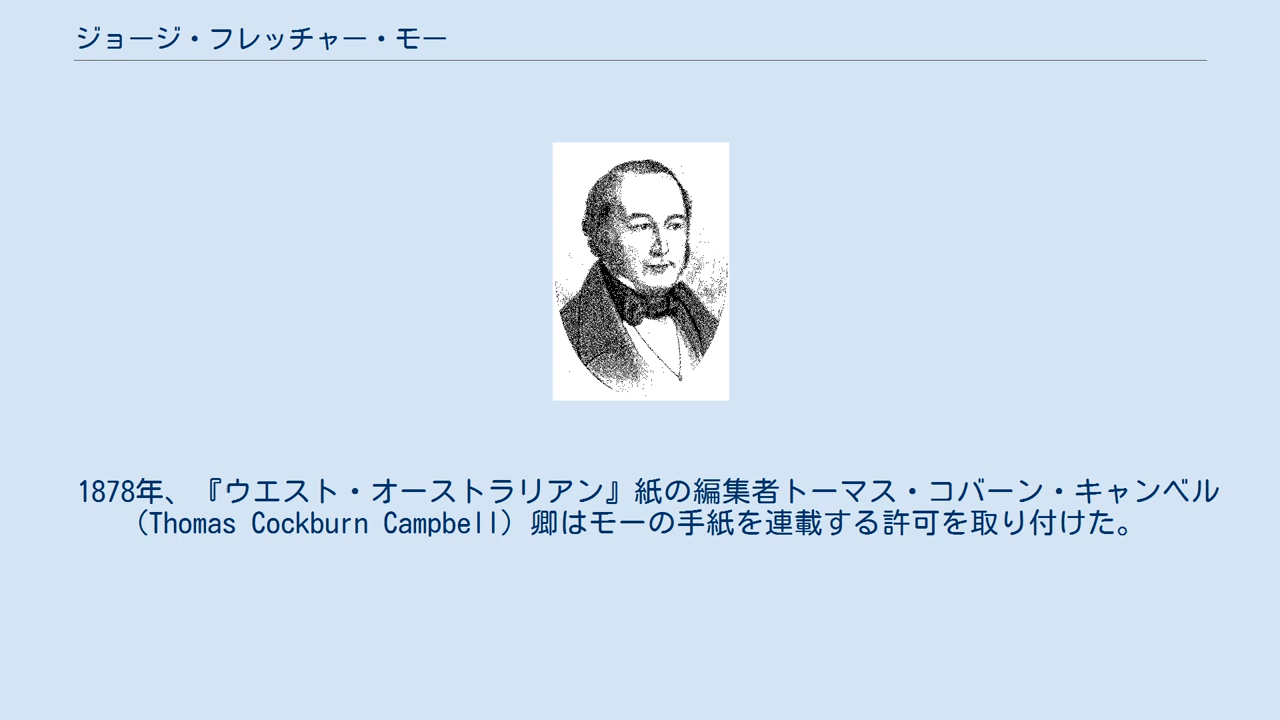 ジョージ・フレッチャー・モー
1878年、『ウエスト・オーストラリアン』紙の編集者トーマス・コバーン・キャンベル
（Thomas Cockburn Campbell）卿はモーの手紙を連載する許可を取り付けた。